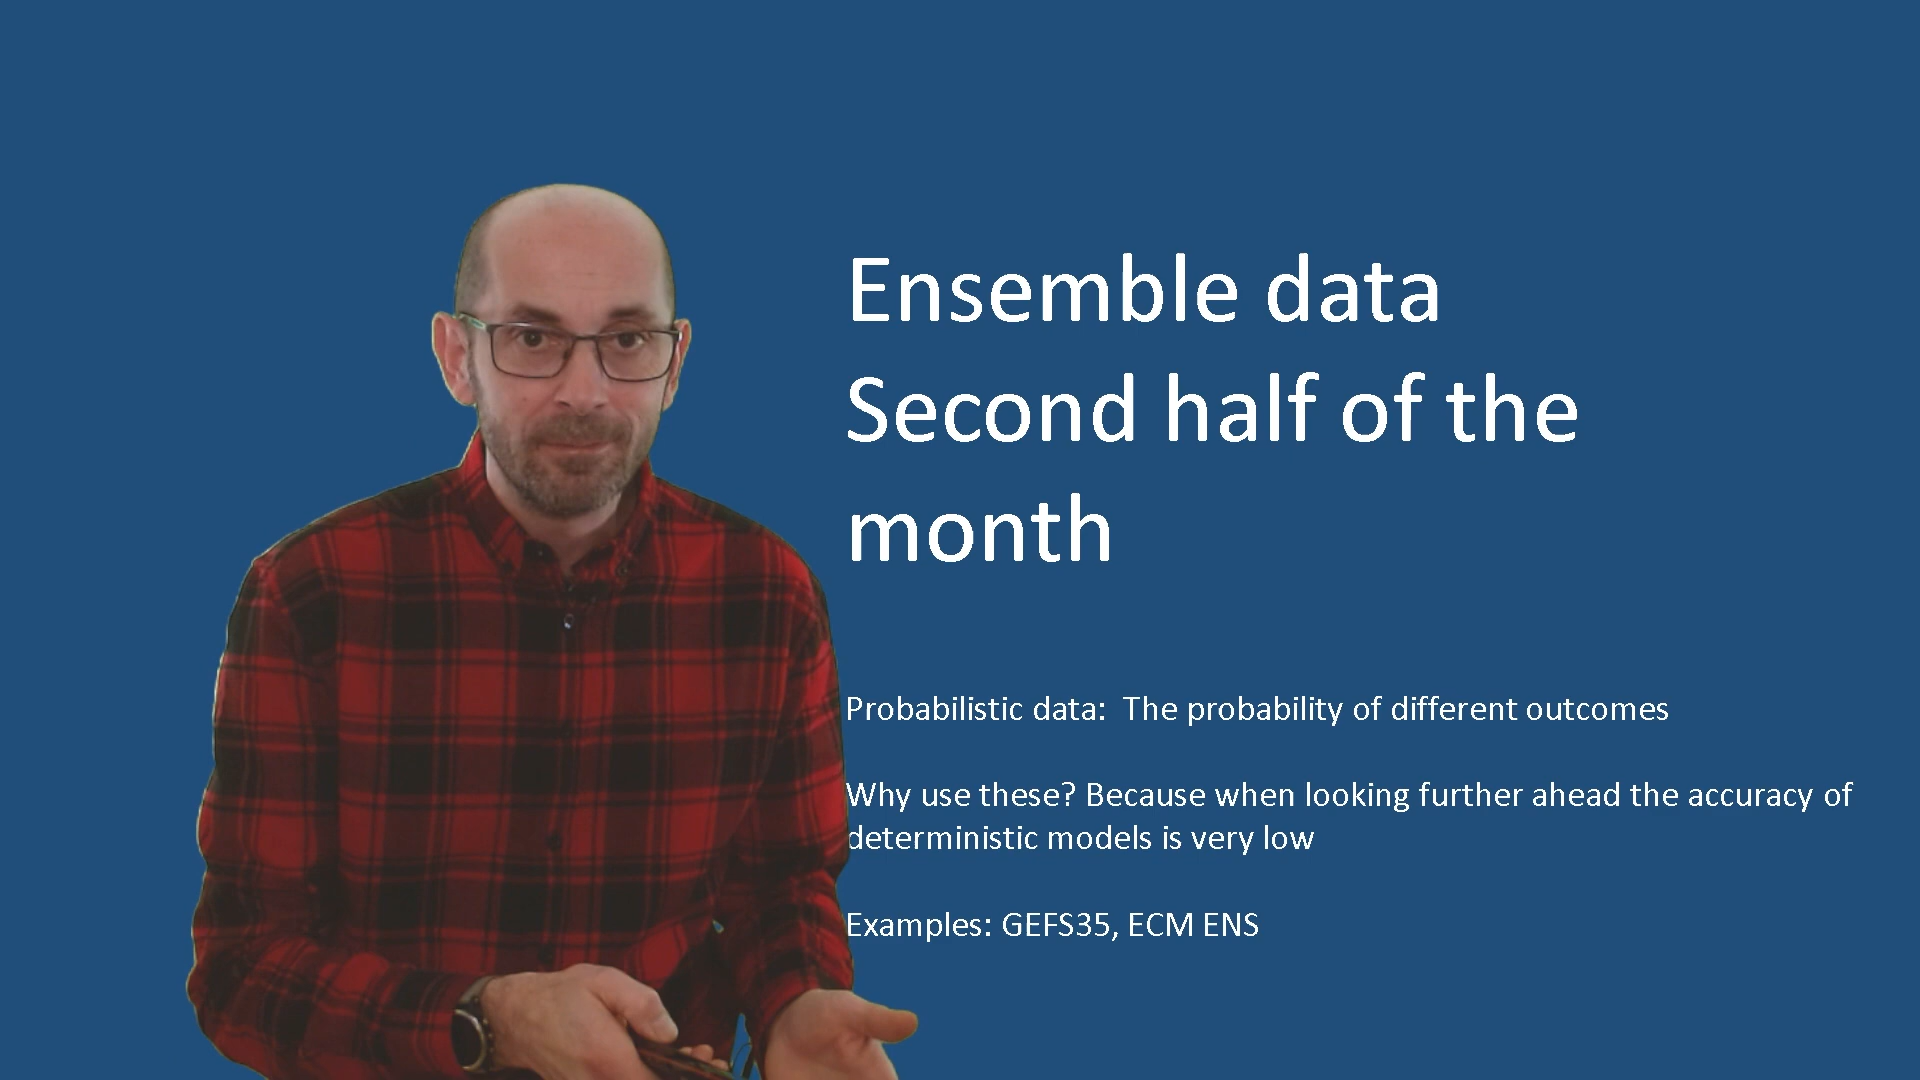 Ensemble data
Second half of the
month
Probabilistic data:  The probability of different outcomes
Why use these? Because when looking further ahead the accuracy of
deterministic models is very low
Examples: GEFS35, ECM ENS